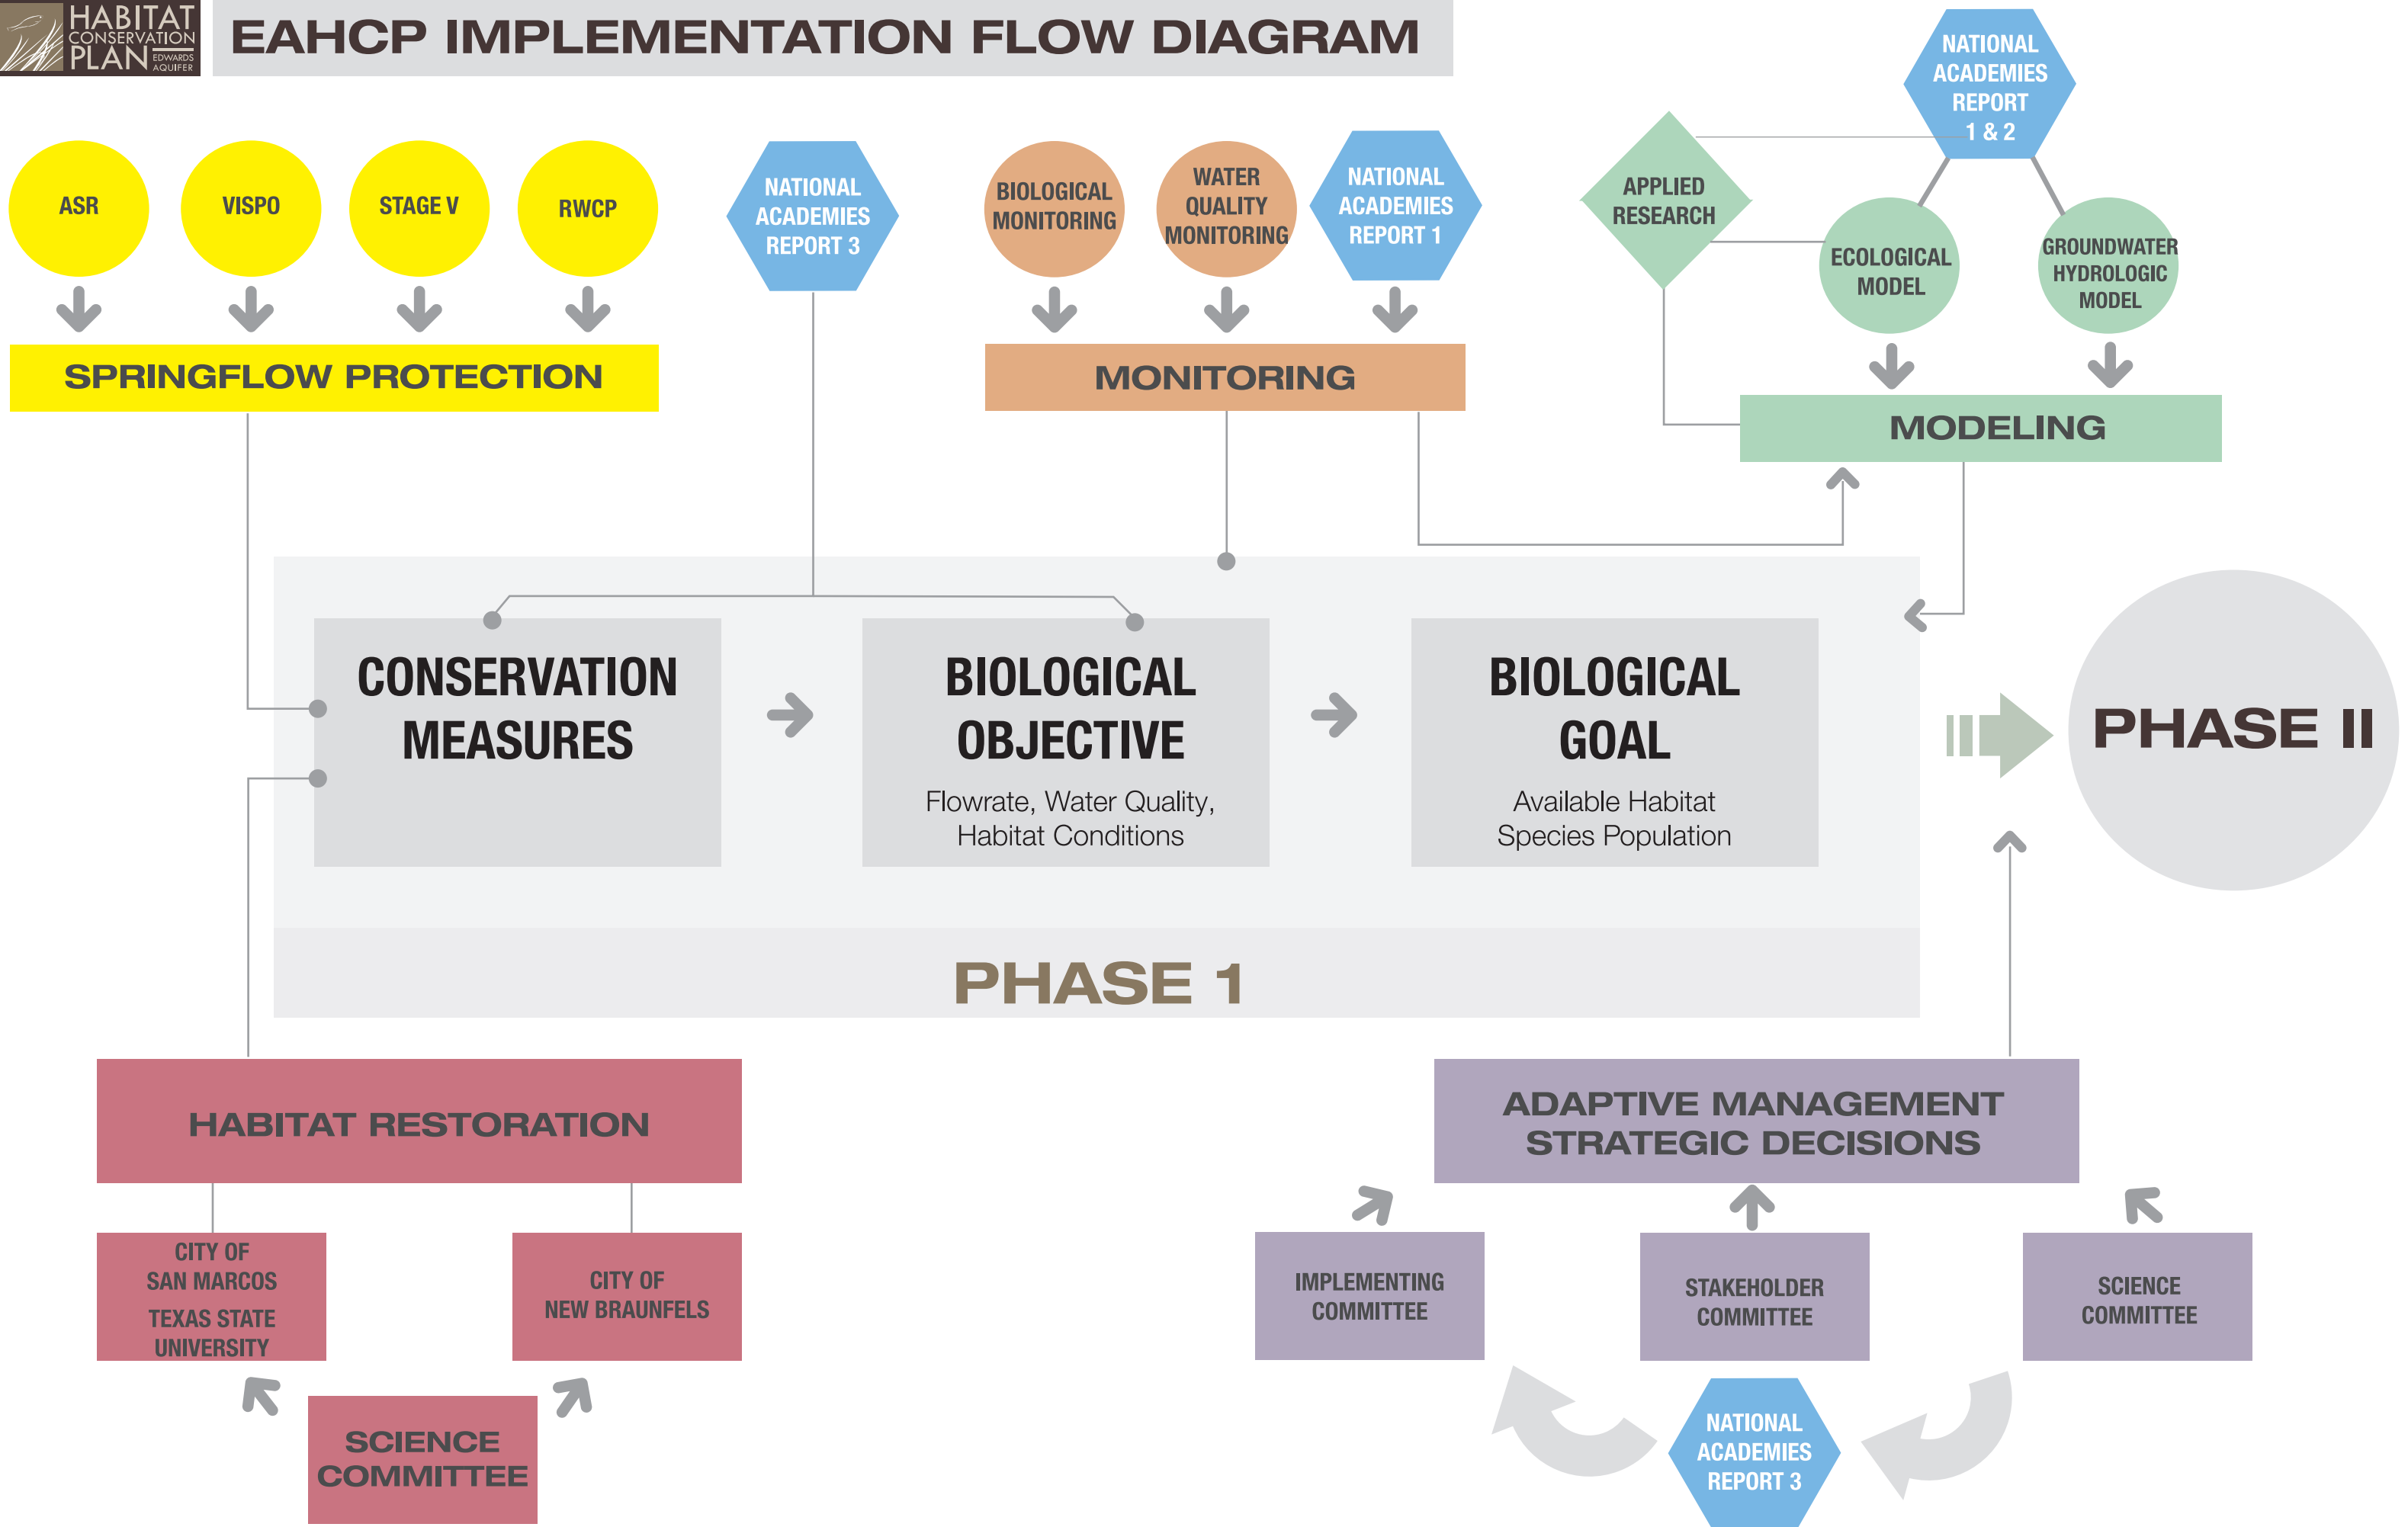 HABITAT
CONSERVATION
PLAN
EDWARDS
AQUIFER
EAHCP IMPLEMENTATION FLOW DIAGRAM
NATIONAL
ACADEMIES
REPORT
1 & 2
ASR
VISPO
STAGE V
RWCP
NATIONAL
ACADEMIES
REPORT 3
BIOLOGICAL
MONITORING
WATER
QUALITY
MONITORING
NATIONAL
ACADEMIES
REPORT 1
APPLIED
RESEARCH
ECOLOGICAL
MODEL
GROUNDWATER
HYDROLOGIC
MODEL
SPRINGFLOW PROTECTION
MONITORING
MODELING
CONSERVATION
MEASURES
BIOLOGICAL
OBJECTIVE
Flowrate, Water Quality,
Habitat Conditions
BIOLOGICAL
GOAL
Available Habitat
Species Population
PHASE II
PHASE 1
HABITAT RESTORATION
ADAPTIVE MANAGEMENT
STRATEGIC DECISIONS
CITY OF
SAN MARCOS
TEXAS STATE
UNIVERSITY
CITY OF
NEW BRAUNFELS
SCIENCE
COMMITTEE
IMPLEMENTING
COMMITTEE
STAKEHOLDER
COMMITTEE
SCIENCE
COMMITTEE
NATIONAL
ACADEMIES
REPORT 3